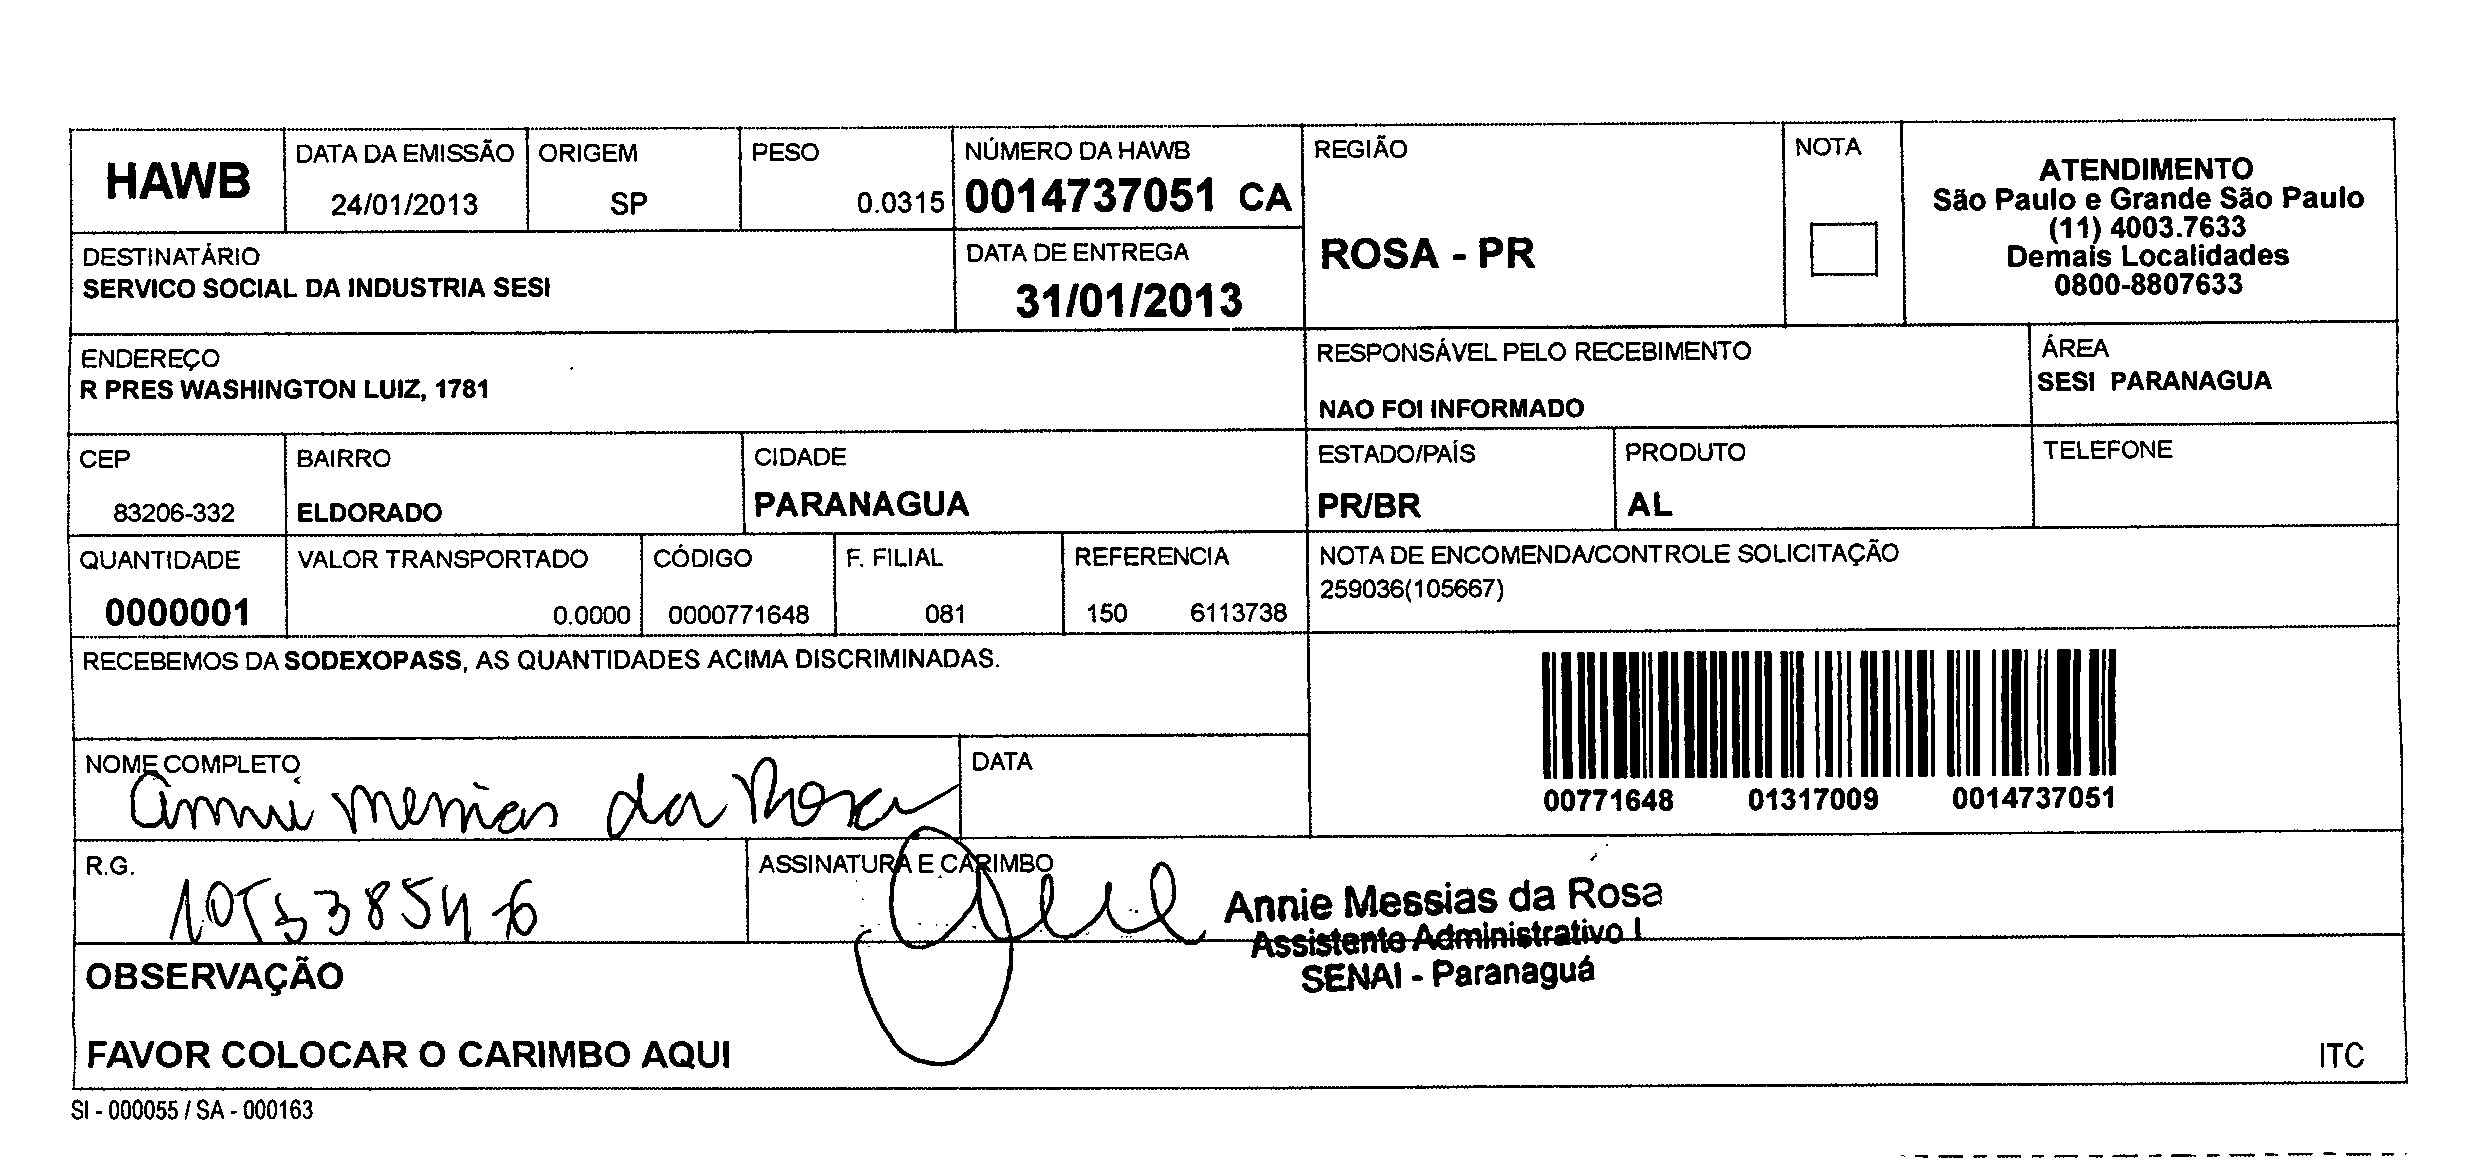 HAWB
DATA DA EMISSÃO
24/01/2013
ORIGEM
SP
PESO
0.0315
NÚMERO DA HAWB
0014737051 CA
REGIÃO
ROSA - PR
NOTA
ATENDIMENTO
São Paulo e Grande São Paulo
(11) 4003.7633
Demais Localidades
0800-8807633
DESTINATÁRIO
SERVICO SOCIAL DA INDUSTRIA SESI
DATA DE ENTREGA
31/01/2013
ENDEREÇO
R PRES WASHINGTON LUIZ, 1781
RESPONSÁVEL PELO RECEBIMENTO
NAO FOI INFORMADO
ÁREA
SESI PARANAGUA
CEP
83206-332
BAIRRO
ELDORADO
CIDADE
PARANAGUA
ESTADO/PAÍS
PR/BR
PRODUTO
AL
TELEFONE
QUANTIDADE
0000001
VALOR TRANSPORTADO
0.0000
CÓDIGO
0000771648
F. FILIAL
081
REFERENCIA
150 6113738
NOTA DE ENCOMENDA/CONTROLE SOLICITAÇÃO
259036(105667)
RECEBEMOS DA SODEXOPASS, AS QUANTIDADES ACIMA DISCRIMINADAS.
00771648 01317009 0014737051
NOME COMPLETO
Annie Messias da Rosa
DATA
R.G.
ASSINATURA E CARIMBO
Annie Messias da Rosa
Assistente Administrativo I
SENAI - Paranaguá
OBSERVAÇÃO
FAVOR COLOCAR O CARIMBO AQUI
ITC
SI - 000055 / SA - 000163